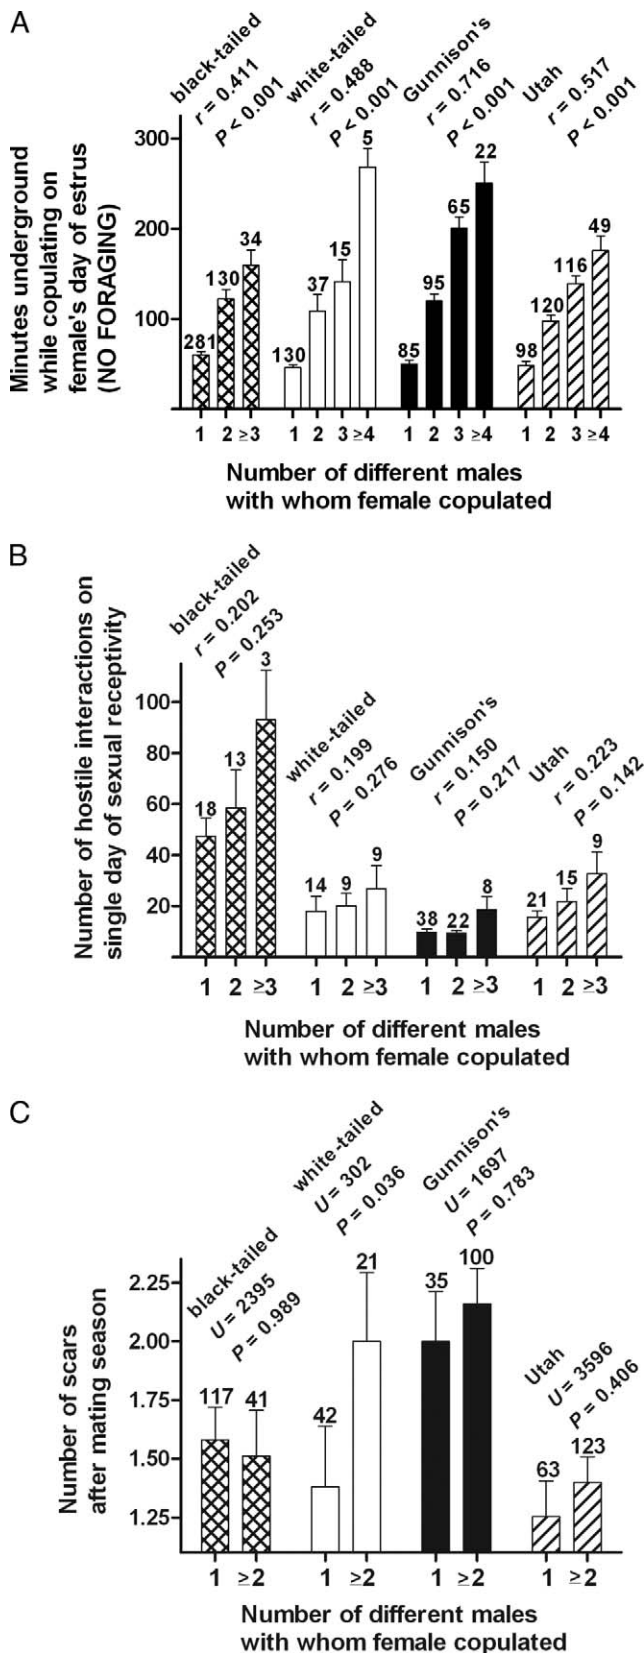 A
black-tailed
r = 0.411
P < 0.001
white-tailed
r = 0.488
P < 0.001
Gunnison's
r = 0.716
P < 0.001
Utah
r = 0.517
P < 0.001
Minutes underground
while copulating on
female's day of estrus
(NO FORAGING)
300
200
100
281 130 34
130 37 15 5
85 95 65 22
98 120 116 49
1 2 ≥3 1 2 3 ≥4 1 2 3 ≥4 1 2 3 ≥4
Number of different males
with whom female copulated
B
black-tailed
r = 0.202
P = 0.253
white-tailed
r = 0.199
P = 0.276
Gunnison's
r = 0.150
P = 0.217
Utah
r = 0.223
P = 0.142
Number of hostile interactions on
single day of sexual receptivity
100
80
60
40
20
18 13 3
14 9 9
38 22 8
21 15 9
1 2 ≥3 1 2 ≥3 1 2 ≥3 1 2 ≥3
Number of different males
with whom female copulated
C
black-tailed
U = 2395
P = 0.989
white-tailed
U = 302
P = 0.036
Gunnison's
U = 1697
P = 0.783
Utah
U = 3596
P = 0.406
Number of scars
after mating season
2.25
2.00
1.75
1.50
1.25
117 41
42 21
35 100
63 123
1 ≥2 1 ≥2 1 ≥2 1 ≥2
Number of different males
with whom female copulated